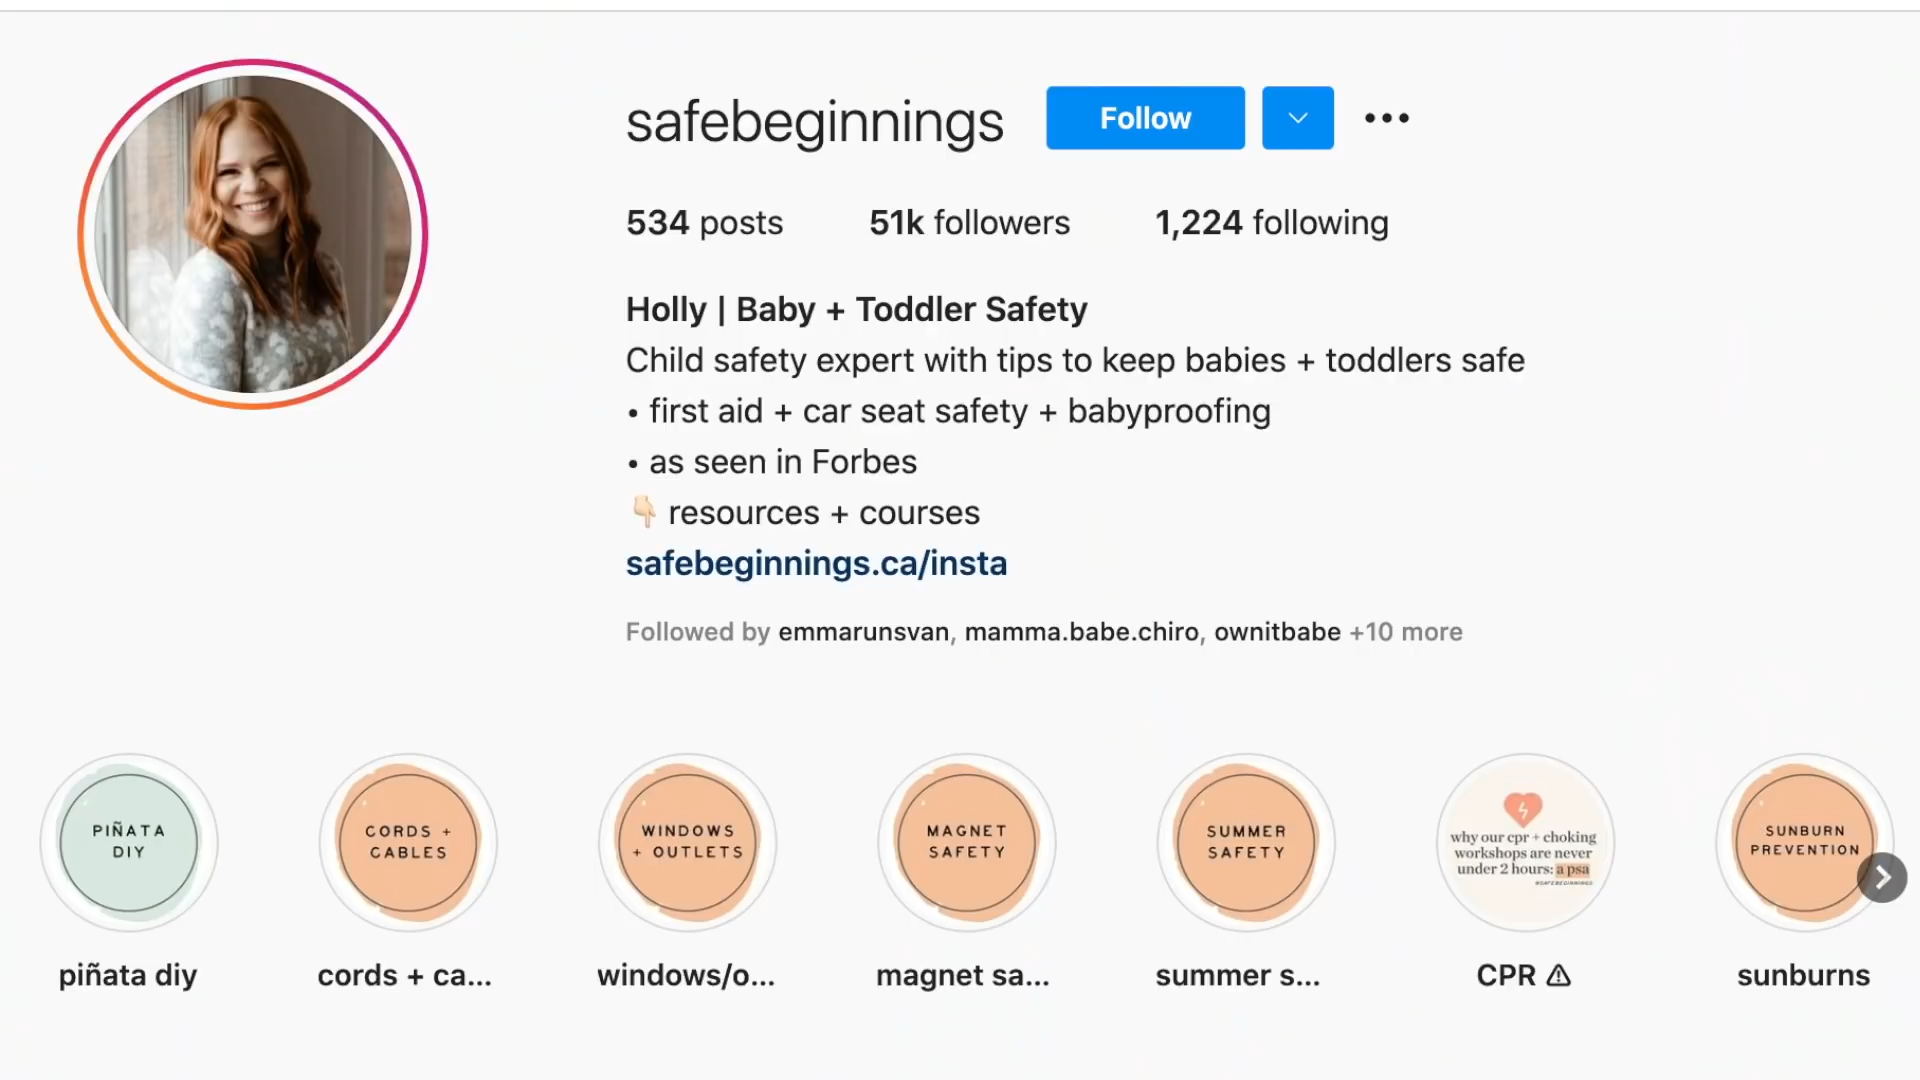 safebeginnings Follow
534 posts 51k followers 1,224 following
Holly | Baby + Toddler Safety
Child safety expert with tips to keep babies + toddlers safe
• first aid + car seat safety + babyproofing
• as seen in Forbes
👇🏻 resources + courses
safebeginnings.ca/insta
Followed by emmarunsvan, mamma.babe.chiro, ownitbabe +10 more
PIÑATA
DIY
CORDS +
CABLES
WINDOWS
+ OUTLETS
MAGNET
SAFETY
SUMMER
SAFETY
why our cpr + choking
workshops are never
under 2 hours: a psa
#SAFEBEGINNINGS
SUNBURN
PREVENTION
piñata diy
cords + ca...
windows/o...
magnet sa...
summer s...
CPR ⚠
sunburns